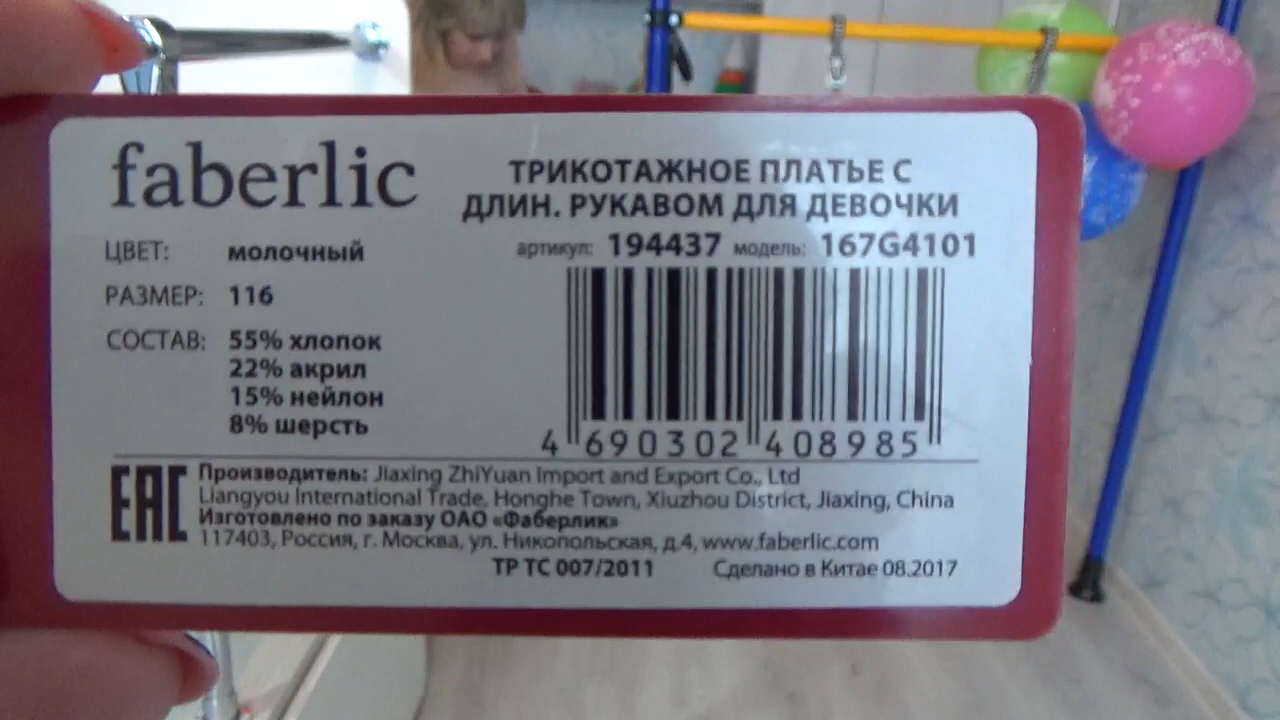 faberlic
ТРИКОТАЖНОЕ ПЛАТЬЕ С
ДЛИН. РУКАВОМ ДЛЯ ДЕВОЧКИ
артикул: 194437 модель: 167G4101
ЦВЕТ: молочный
РАЗМЕР: 116
СОСТАВ: 55% хлопок
22% акрил
15% нейлон
8% шерсть
4 690302 408985
EAC
Производитель: Jiaxing ZhiYuan Import and Export Co., Ltd
Liangyou International Trade, Honghe Town, Xiuzhou District, Jiaxing, China
Изготовлено по заказу ОАО «Фаберлик»
117403, Россия, г. Москва, ул. Никопольская, д.4, www.faberlic.com
ТР ТС 007/2011 Сделано в Китае 08.2017